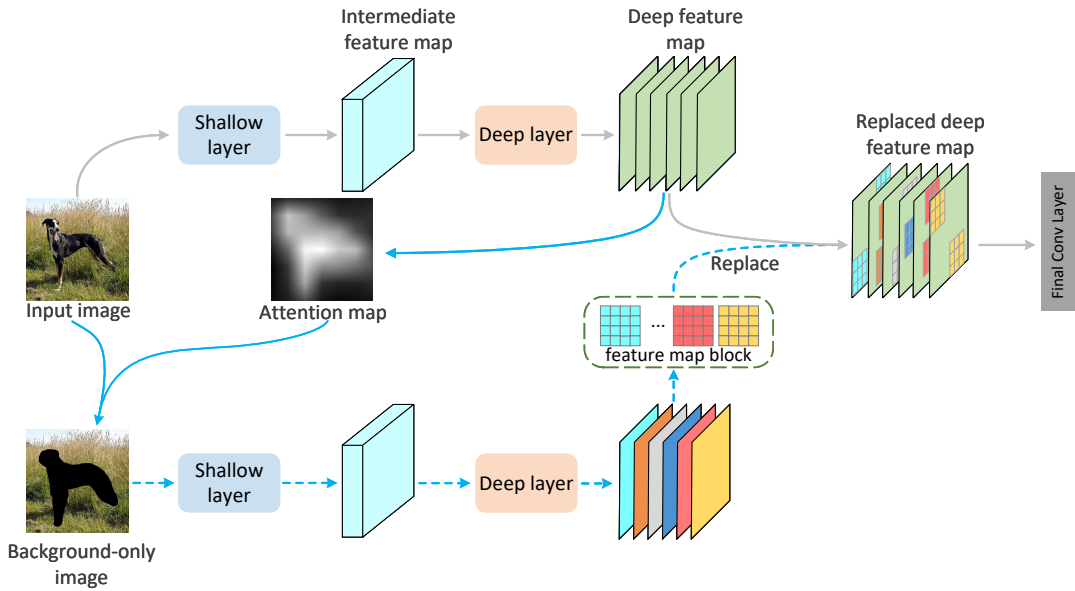 Intermediate
feature map
Deep feature
map
Shallow
layer
Deep layer
Replaced deep
feature map
Final Conv Layer
Input image
Attention map
Replace
...
feature map block
Shallow
layer
Deep layer
Background-only
image